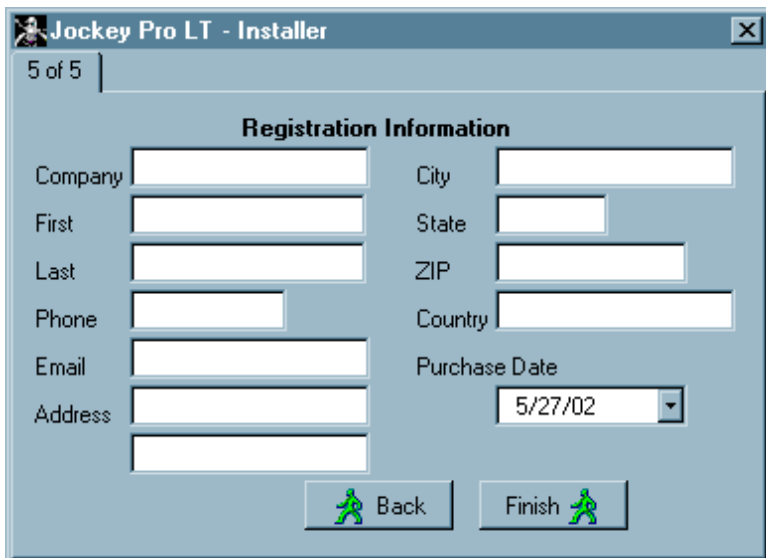 Jockey Pro LT - Installer
5 of 5
Registration Information
Company
First
Last
Phone
Email
Address
City
State
ZIP
Country
Purchase Date
5/27/02
Back
Finish